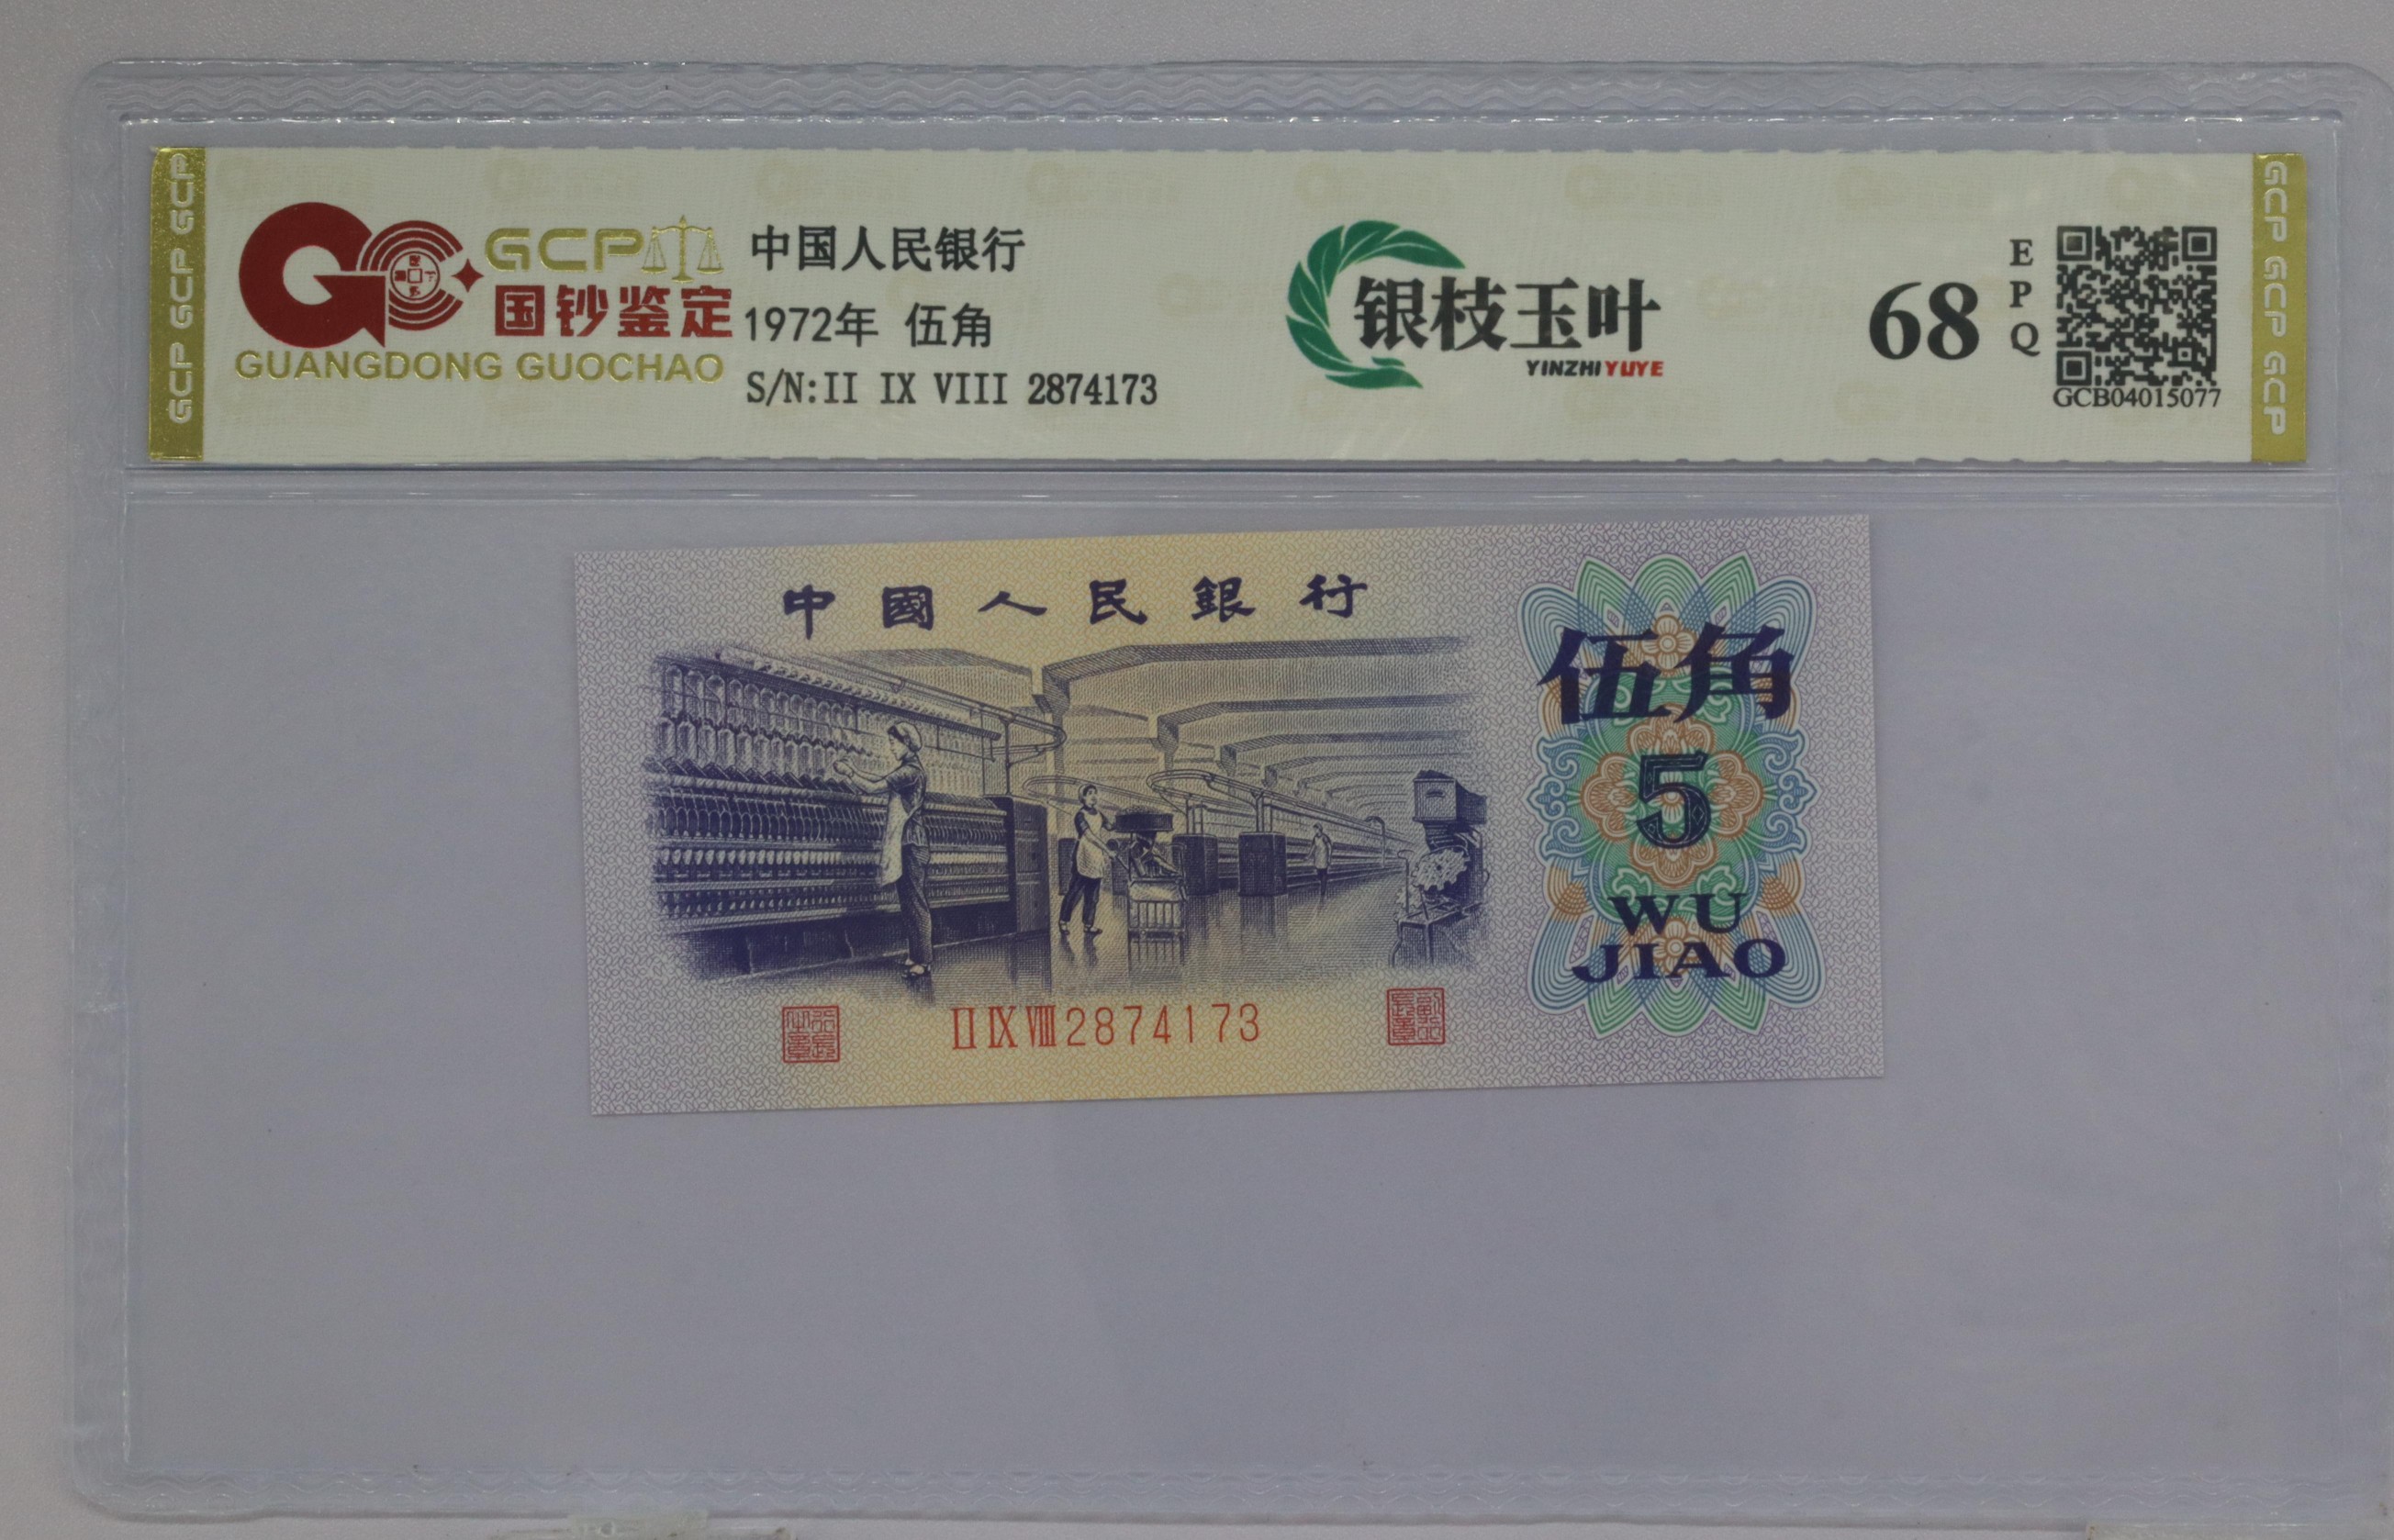 GCP GCP GCP
GCP
国钞鉴定
GUANGDONG GUOCHAO
中国人民银行
1972年 伍角
S/N:II IX VIII 2874173
银枝玉叶
YINZHIYUYE
68
EPQ
GCB04015077
GCP GCP GCP
中國人民銀行
伍角
5
WU
JIAO
II IX VIII 2874173